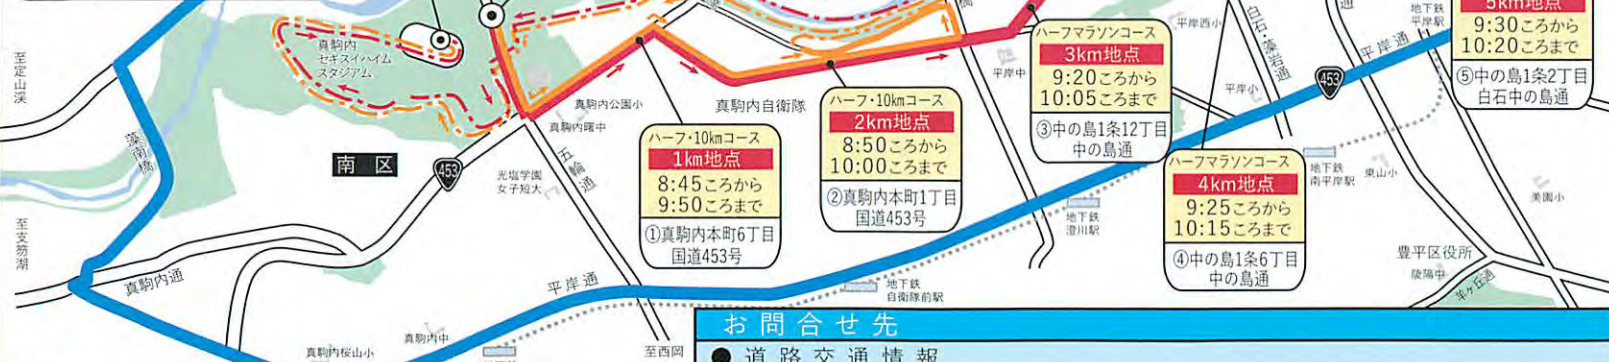 5km地点
9:30ころから
10:20ころまで
⑤中の島1条2丁目
白石中の島通
地下鉄
平岸駅
平岸通
453
白石・藻岩通
平岸西小
平岸小
平岸中
ハーフマラソンコース
3km地点
9:20ころから
10:05ころまで
③中の島1条12丁目
中の島通
ハーフ・10kmコース
2km地点
8:50ころから
10:00ころまで
②真駒内本町1丁目
国道453号
ハーフ・10kmコース
1km地点
8:45ころから
9:50ころまで
①真駒内本町6丁目
国道453号
ハーフマラソンコース
4km地点
9:25ころから
10:15ころまで
④中の島1条6丁目
中の島通
真駒内
セキスイハイム
スタジアム
真駒内公園小
真駒内曙中
真駒内自衛隊
五輪通
光塩学園
女子短大
南区
453
至定山渓
藻南橋
至支笏湖
真駒内通
平岸通
真駒内中
真駒内桜山小
至西岡
地下鉄
自衛隊前駅
地下鉄
澄川駅
地下鉄
南平岸駅
東山小
美園小
豊平区役所
陵陽中
羊ヶ丘通
お問合せ先
●道路交通情報